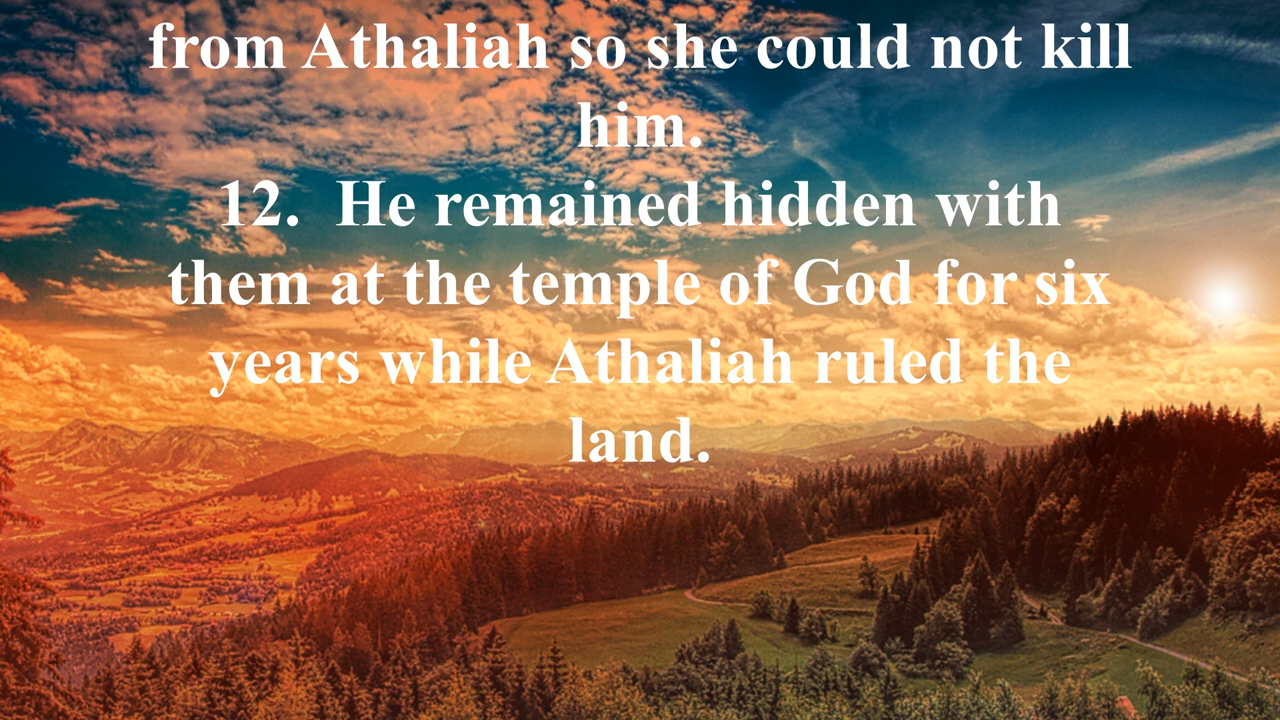 from Athaliah so she could not kill
him.
12. He remained hidden with
them at the temple of God for six
years while Athaliah ruled the
land.